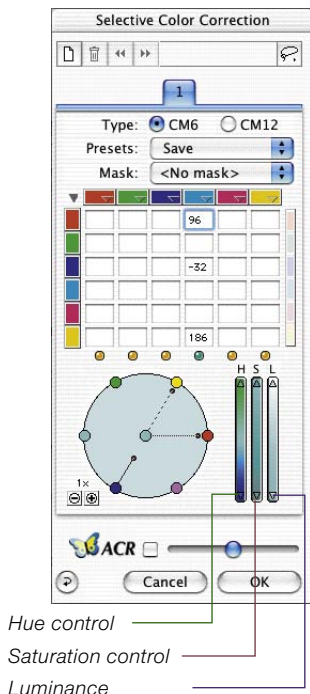 Selective Color Correction
1
Type: CM6 CM12
Presets: Save
Mask: <No mask>
96
-32
186
H S L
1×
ACR
Cancel OK
Hue control
Saturation control
Luminance